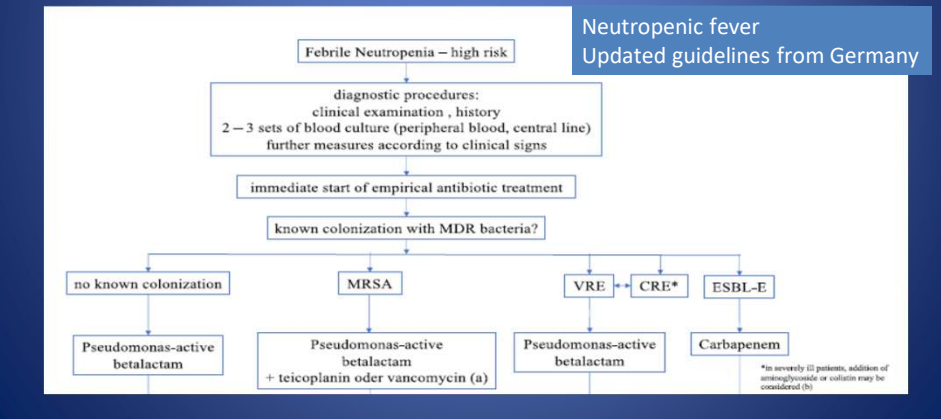 Neutropenic fever
Updated guidelines from Germany
Febrile Neutropenia – high risk
diagnostic procedures:
clinical examination , history
2 – 3 sets of blood culture (peripheral blood, central line)
further measures according to clinical signs
immediate start of empirical antibiotic treatment
known colonization with MDR bacteria?
no known colonization
MRSA
VRE
CRE*
ESBL-E
Pseudomonas-active
betalactam
Pseudomonas-active
betalactam
+ teicoplanin oder vancomycin (a)
Pseudomonas-active
betalactam
Carbapenem
*in severely ill patients, addition of
aminoglycoside or colistin may be
considered (b)